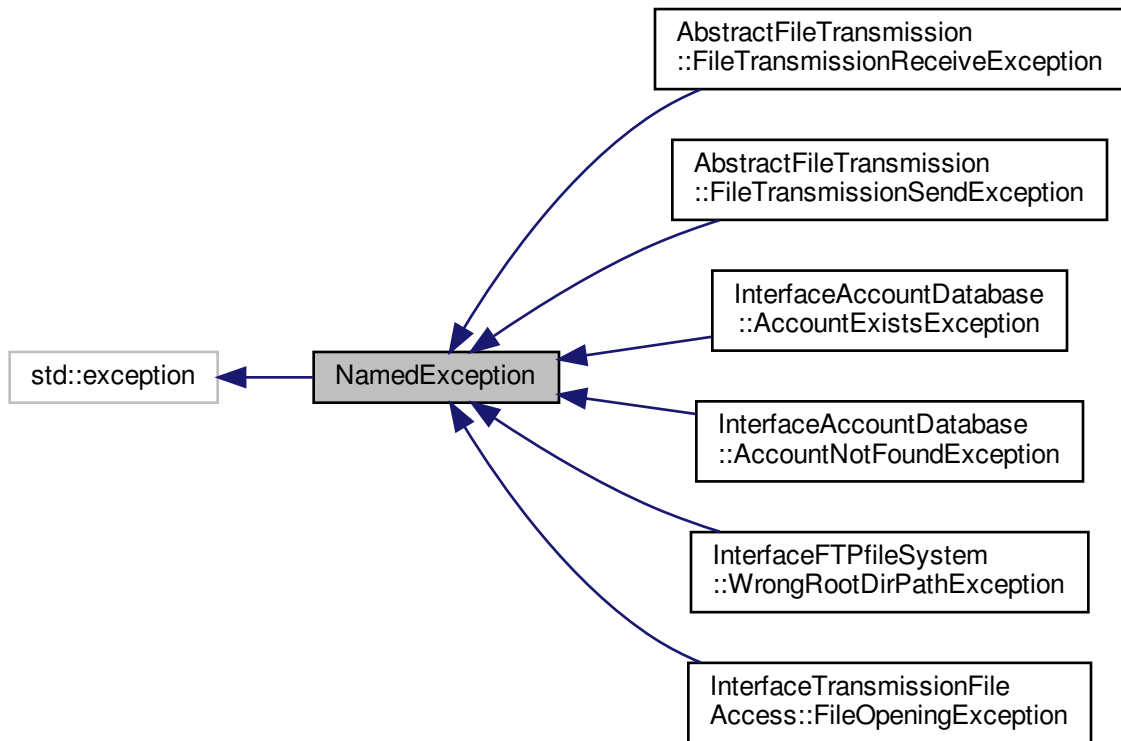 AbstractFileTransmission
::FileTransmissionReceiveException
AbstractFileTransmission
::FileTransmissionSendException
InterfaceAccountDatabase
::AccountExistsException
std::exception
NamedException
InterfaceAccountDatabase
::AccountNotFoundException
InterfaceFTPfileSystem
::WrongRootDirPathException
InterfaceTransmissionFile
Access::FileOpeningException